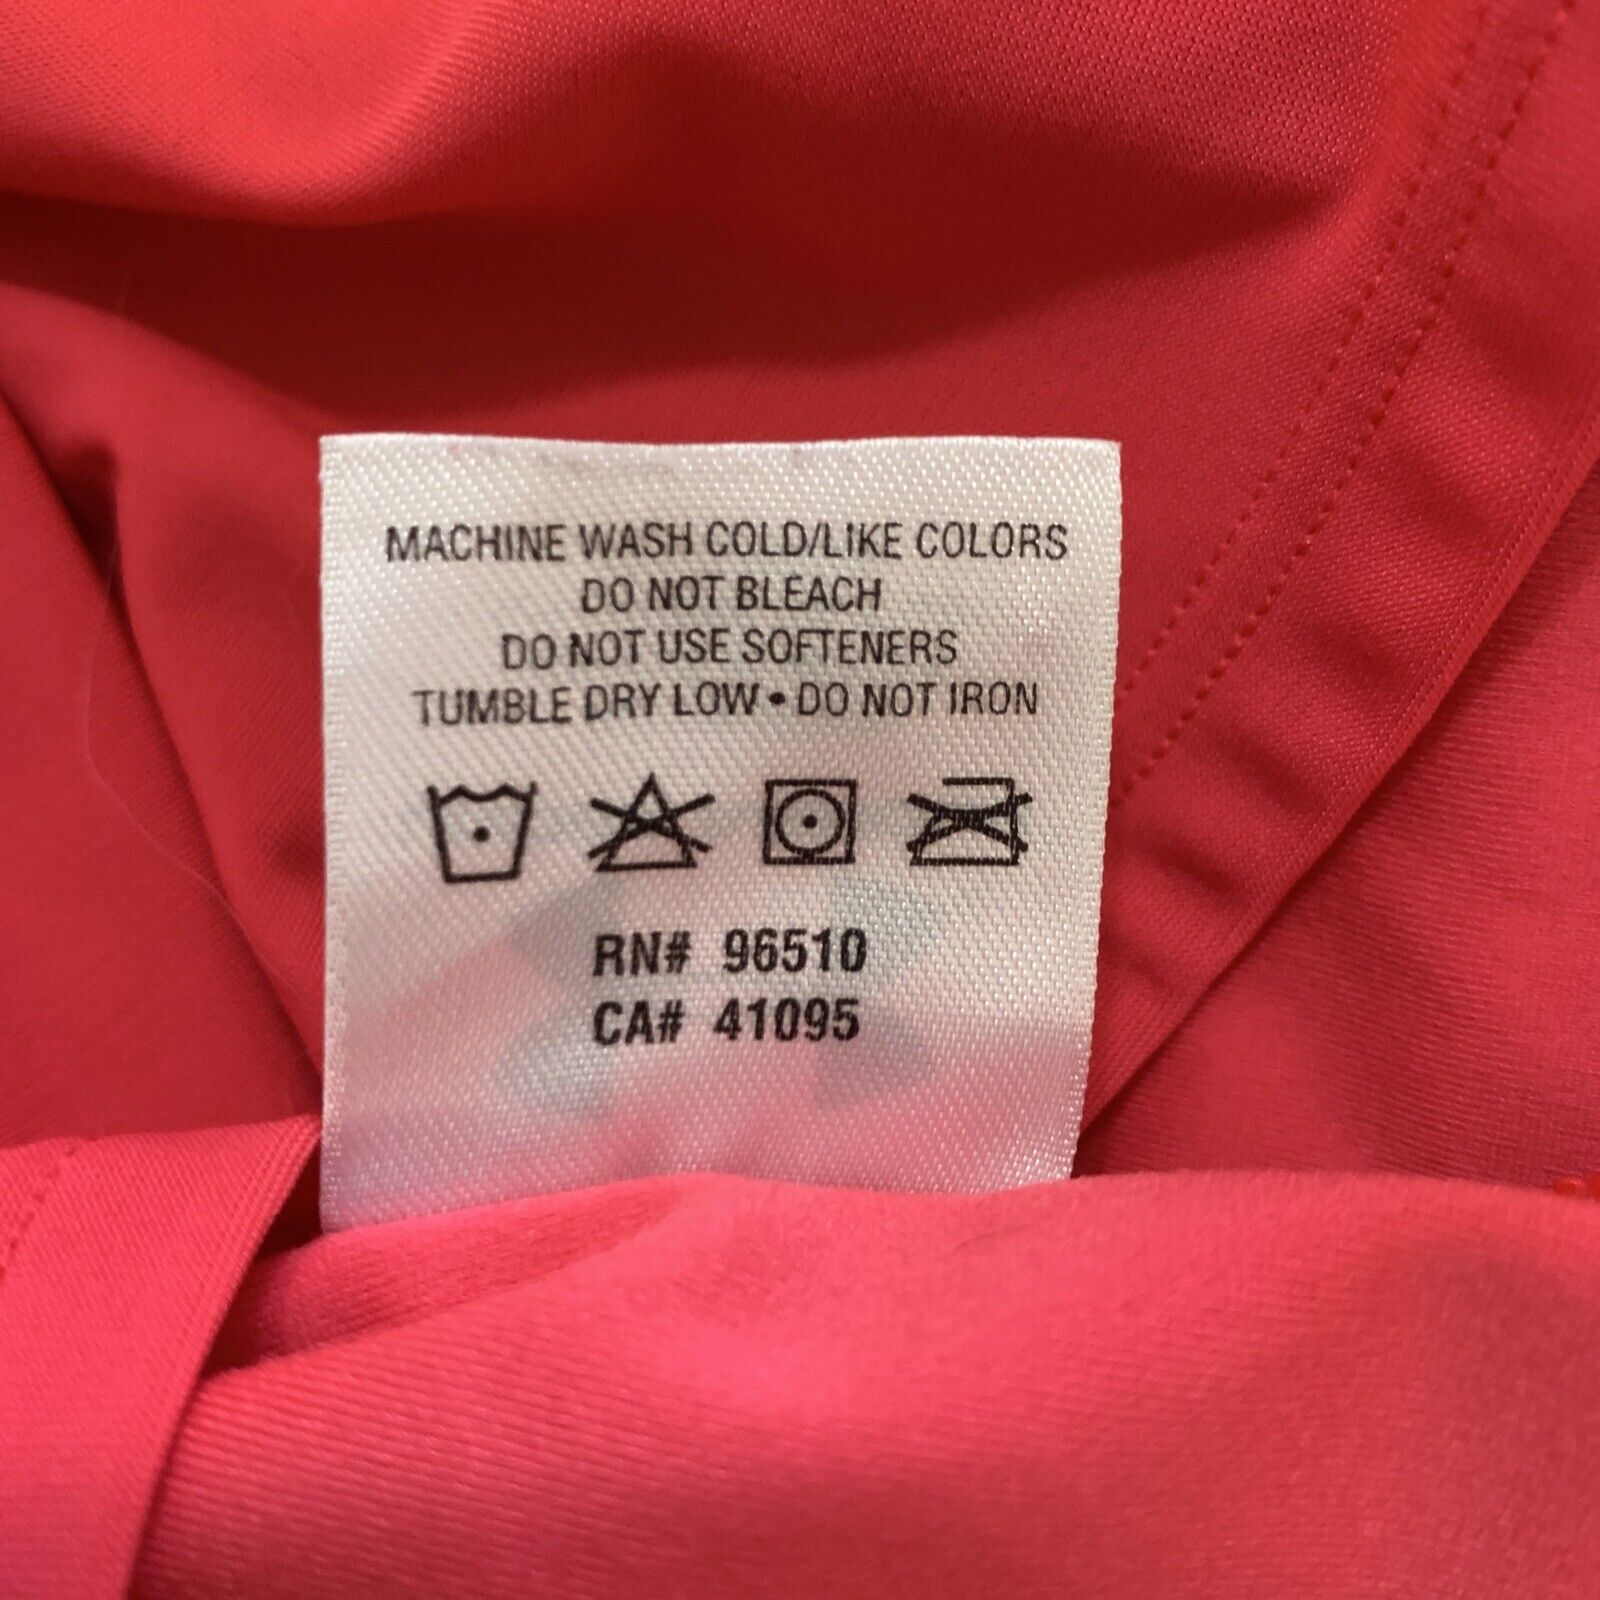 MACHINE WASH COLD/LIKE COLORS
DO NOT BLEACH
DO NOT USE SOFTENERS
TUMBLE DRY LOW • DO NOT IRON
RN# 96510
CA# 41095